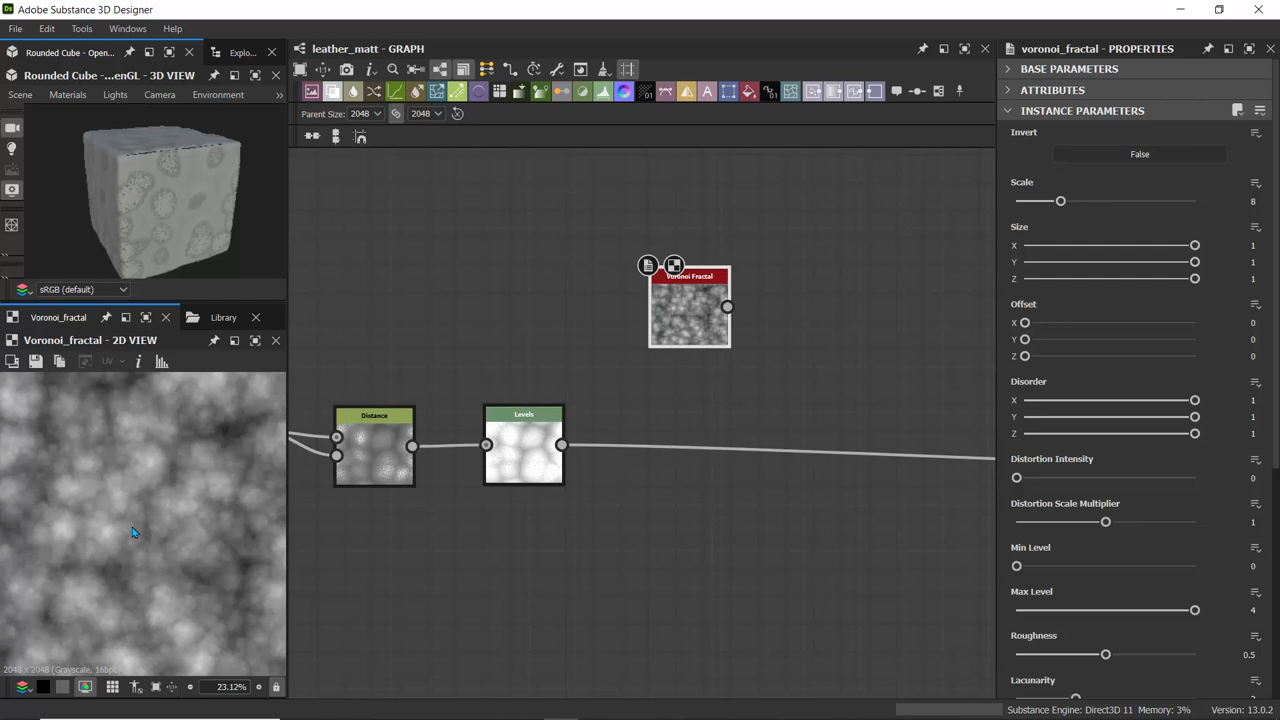 Adobe Substance 3D Designer
File Edit Tools Windows Help
Rounded Cube - Open...
Explo...
Rounded Cube -...enGL - 3D VIEW
Scene Materials Lights Camera Environment
sRGB (default)
Voronoi_fractal
Library
Voronoi_fractal - 2D VIEW
UV
2048 x 2048 (Grayscale, 16bpc)
23.12%
leather_matt - GRAPH
Parent Size: 2048 2048
Voronoi Fractal
Distance
Levels
voronoi_fractal - PROPERTIES
BASE PARAMETERS
ATTRIBUTES
INSTANCE PARAMETERS
Invert
False
Scale
8
Size
X 1
Y 1
Z 1
Offset
X 0
Y 0
Z 0
Disorder
X 1
Y 1
Z 1
Distortion Intensity
0
Distortion Scale Multiplier
1
Min Level
0
Max Level
4
Roughness
0.5
Lacunarity
Substance Engine: Direct3D 11 Memory: 3% Version: 13.0.2